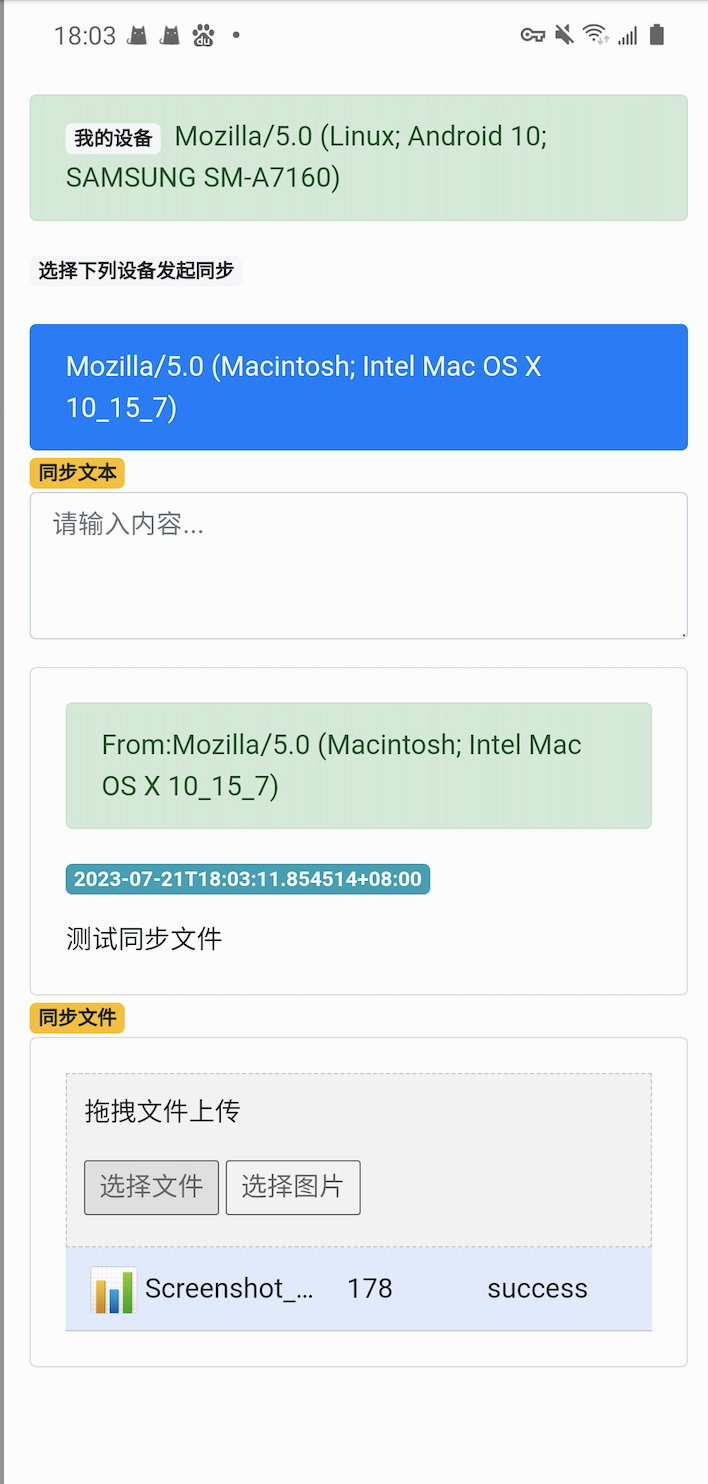 18:03
我的设备 Mozilla/5.0 (Linux; Android 10;
SAMSUNG SM-A7160)
选择下列设备发起同步
Mozilla/5.0 (Macintosh; Intel Mac OS X
10_15_7)
同步文本
请输入内容...
From:Mozilla/5.0 (Macintosh; Intel Mac
OS X 10_15_7)
2023-07-21T18:03:11.854514+08:00
测试同步文件
同步文件
拖拽文件上传
选择文件 选择图片
Screenshot_... 178 success